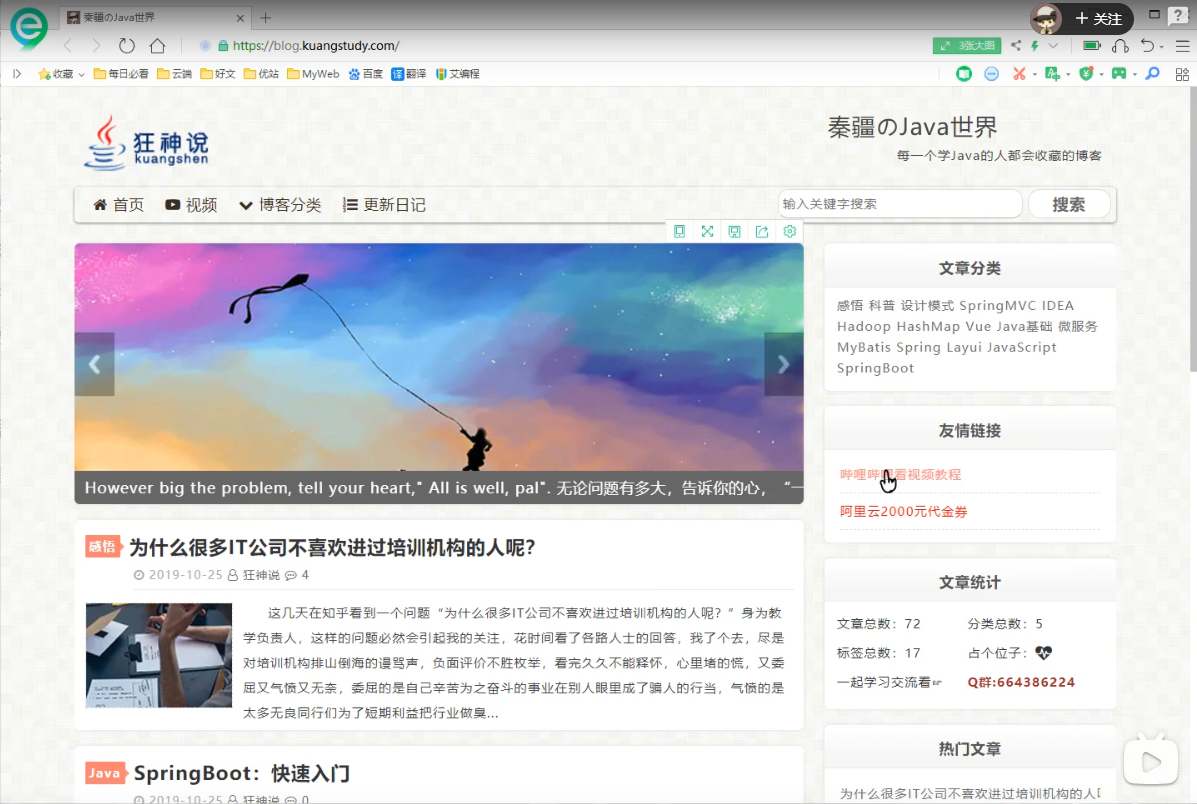 秦疆のJava世界
关注
https://blog.kuangstudy.com/
3张大图
收藏 每日必看 云端 好文 优站 MyWeb 百度 译 翻译 艾编程
狂神说
kuangshen
秦疆のJava世界
每一个学Java的人都会收藏的博客
首页 视频 博客分类 更新日记
输入关键字搜索 搜索
However big the problem, tell your heart," All is well, pal". 无论问题有多大，告诉你的心， “一
感悟 为什么很多IT公司不喜欢进过培训机构的人呢?
2019-10-25 狂神说 4
这几天在知乎看到一个问题“为什么很多IT公司不喜欢进过培训机构的人呢？”身为教
学负责人，这样的问题必然会引起我的关注，花时间看了各路人士的回答，我了个去，尽是
对培训机构排山倒海的谩骂声，负面评价不胜枚举，看完久久不能释怀，心里堵的慌，又委
屈又气愤又无奈，委屈的是自己辛苦为之奋斗的事业在别人眼里成了骗人的行当，气愤的是
太多无良同行们为了短期利益把行业做臭...
Java SpringBoot：快速入门
2019-10-25 狂神说 0
文章分类
感悟 科普 设计模式 SpringMVC IDEA
Hadoop HashMap Vue Java基础 微服务
MyBatis Spring Layui JavaScript
SpringBoot
友情链接
哔哩哔哩看视频教程
阿里云2000元代金券
文章统计
文章总数：72 分类总数：5
标签总数：17 占个位子：
一起学习交流看☞ Q群:664386224
热门文章
为什么很多IT公司不喜欢进过培训机构的人